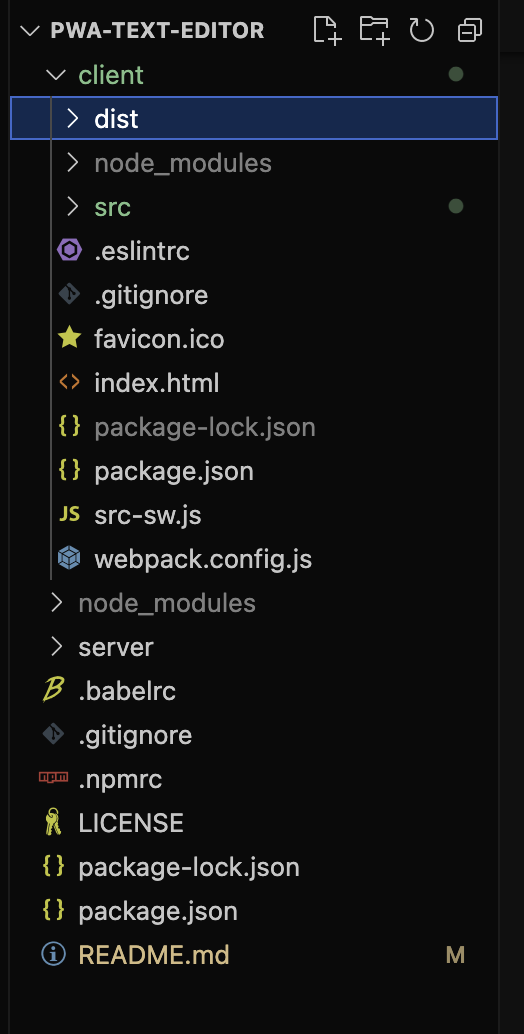 PWA-TEXT-EDITOR
client
dist
node_modules
src
.eslintrc
.gitignore
favicon.ico
index.html
package-lock.json
package.json
JS src-sw.js
webpack.config.js
node_modules
server
.babelrc
.gitignore
npm .npmrc
LICENSE
package-lock.json
package.json
README.md M